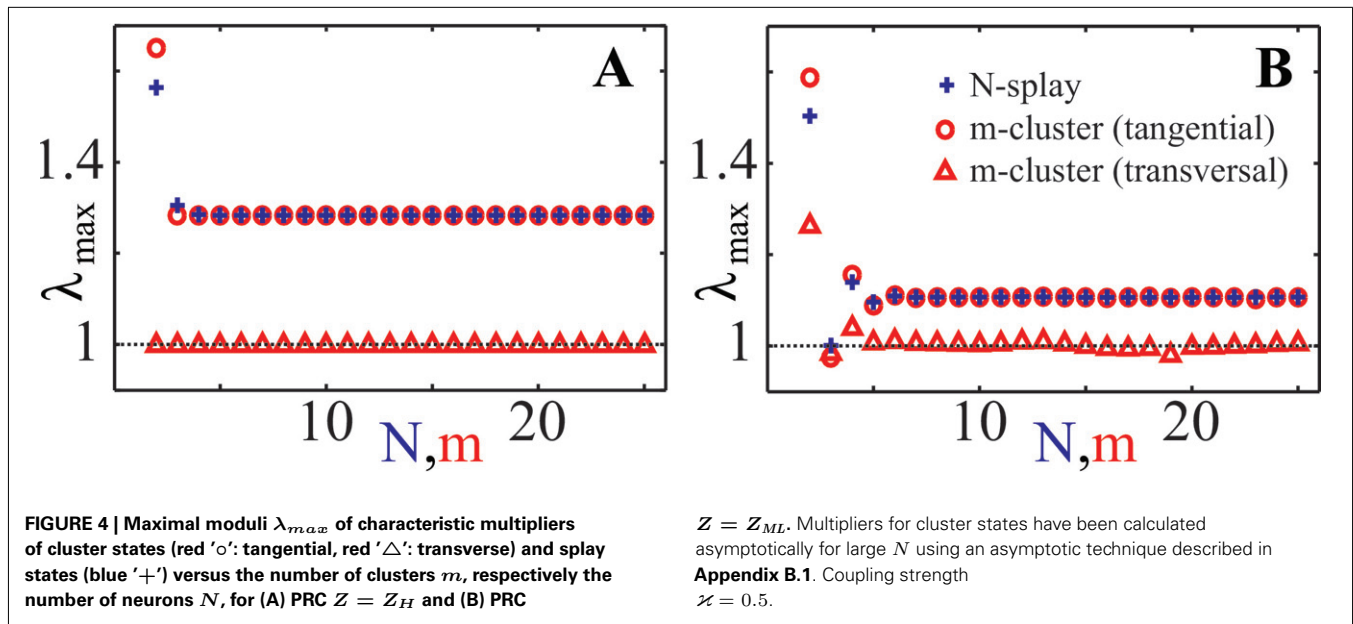 A
1.4
1
λmax
10
20
N,m
B
N-splay
m-cluster (tangential)
m-cluster (transversal)
1.4
1
λmax
10
20
N,m
FIGURE 4 | Maximal moduli λmax of characteristic multipliers
of cluster states (red '○': tangential, red '△': transverse) and splay
states (blue '+') versus the number of clusters m, respectively the
number of neurons N, for (A) PRC Z = Z_H and (B) PRC
Z = Z_ML. Multipliers for cluster states have been calculated
asymptotically for large N using an asymptotic technique described in
Appendix B.1. Coupling strength
ϰ = 0.5.